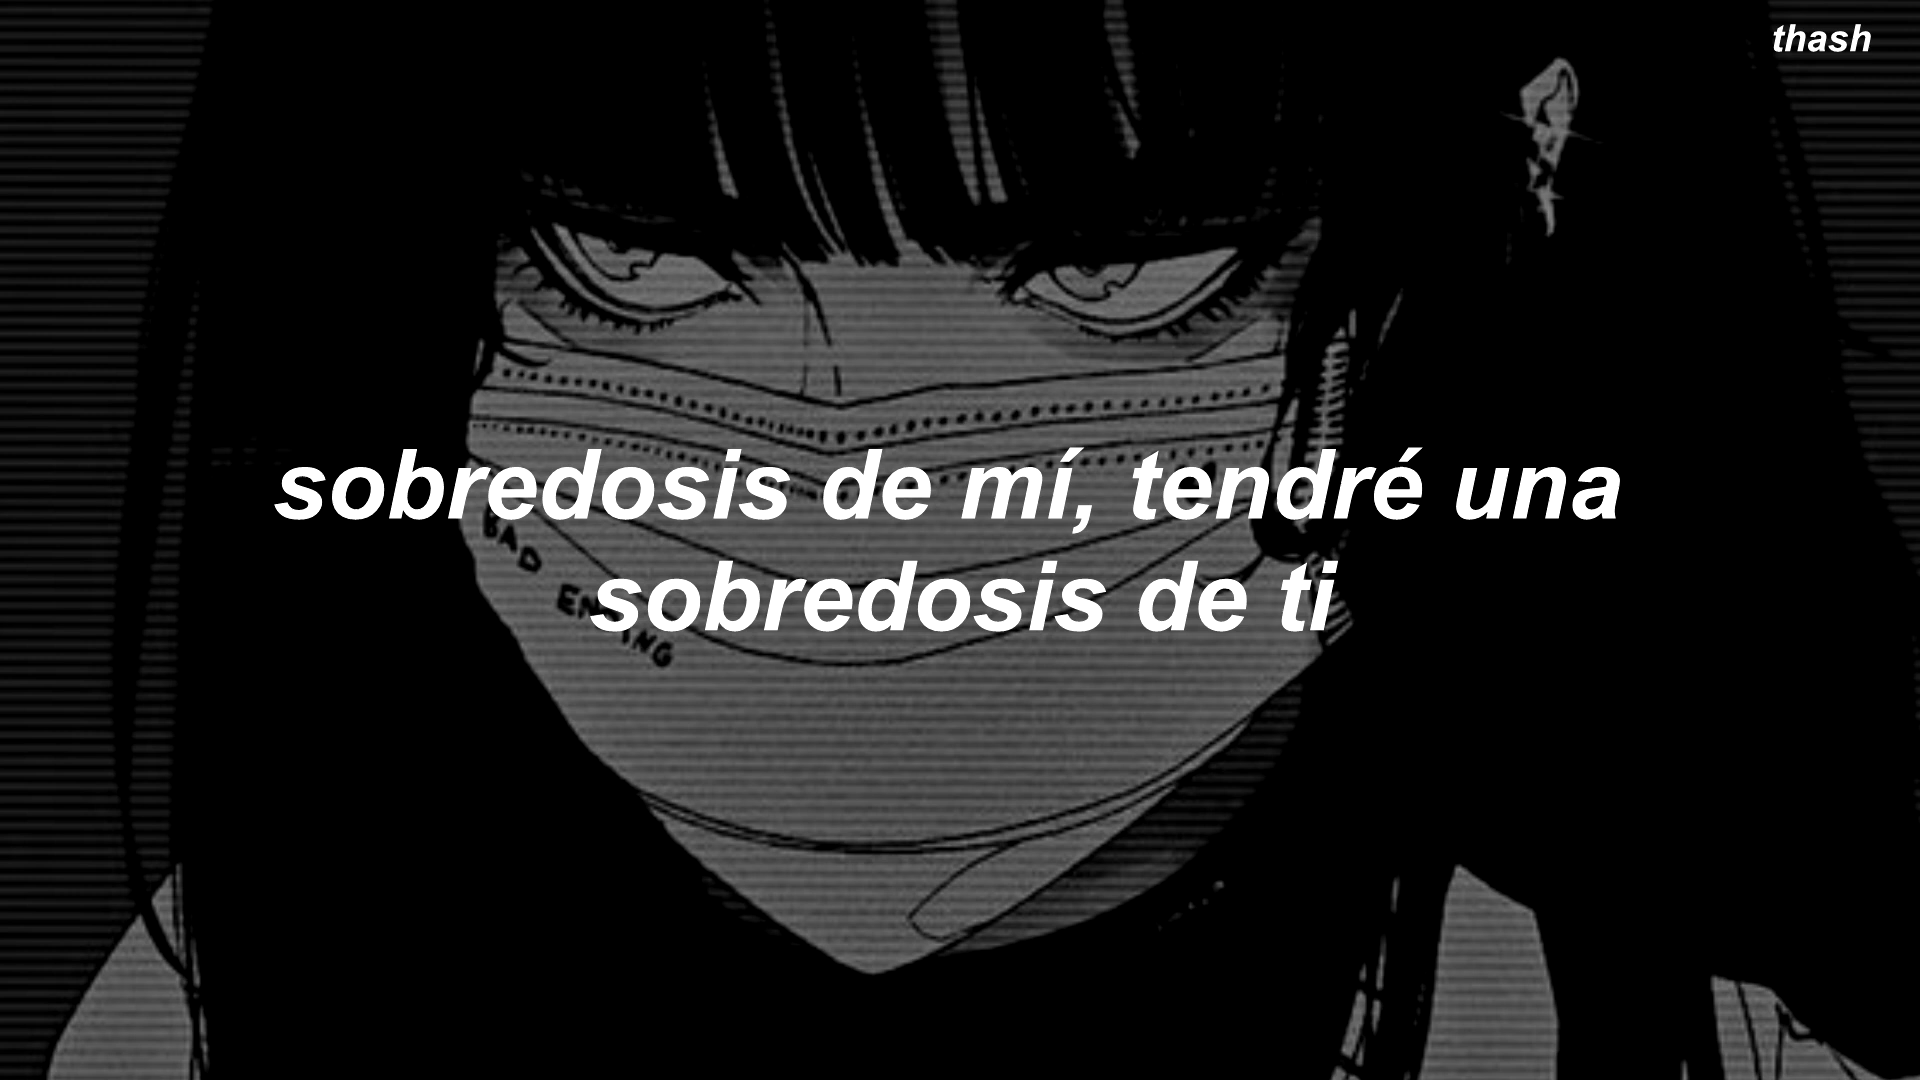 thash
sobredosis de mí, tendré una
sobredosis de ti
BAD ENDING